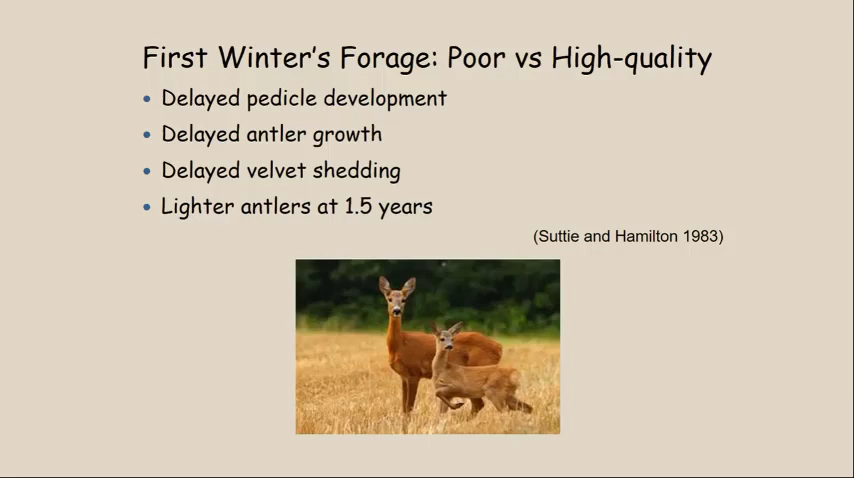 First Winter's Forage: Poor vs High-quality
• Delayed pedicle development
• Delayed antler growth
• Delayed velvet shedding
• Lighter antlers at 1.5 years
(Suttie and Hamilton 1983)